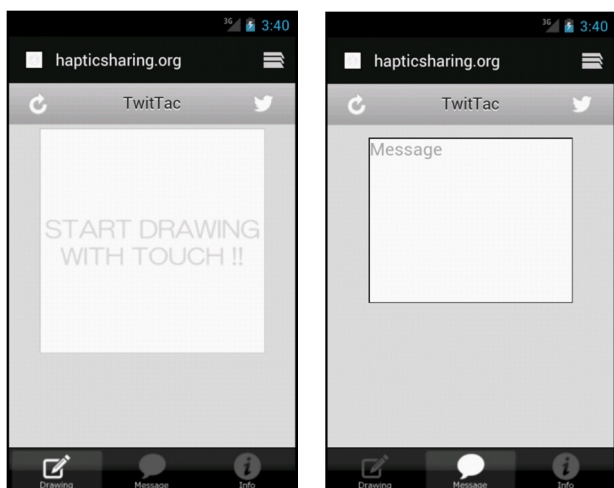 3G 3:40
hapticsharing.org
TwitTac
START DRAWING
WITH TOUCH !!
Drawing Message Info
3G 3:40
hapticsharing.org
TwitTac
Message
Drawing Message Info